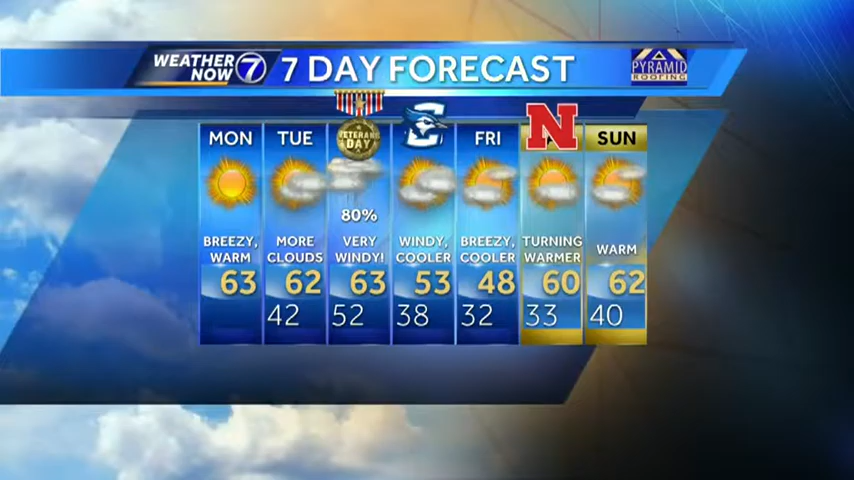 WEATHER
NOW 7
7 DAY FORECAST
PYRAMID
ROOFING
MON TUE VETERANS DAY C FRI N SUN
80%
BREEZY, WARM
MORE CLOUDS
VERY WINDY!
WINDY, COOLER
BREEZY, COOLER
TURNING WARMER
WARM
63 62 63 53 48 60 62
42 52 38 32 33 40